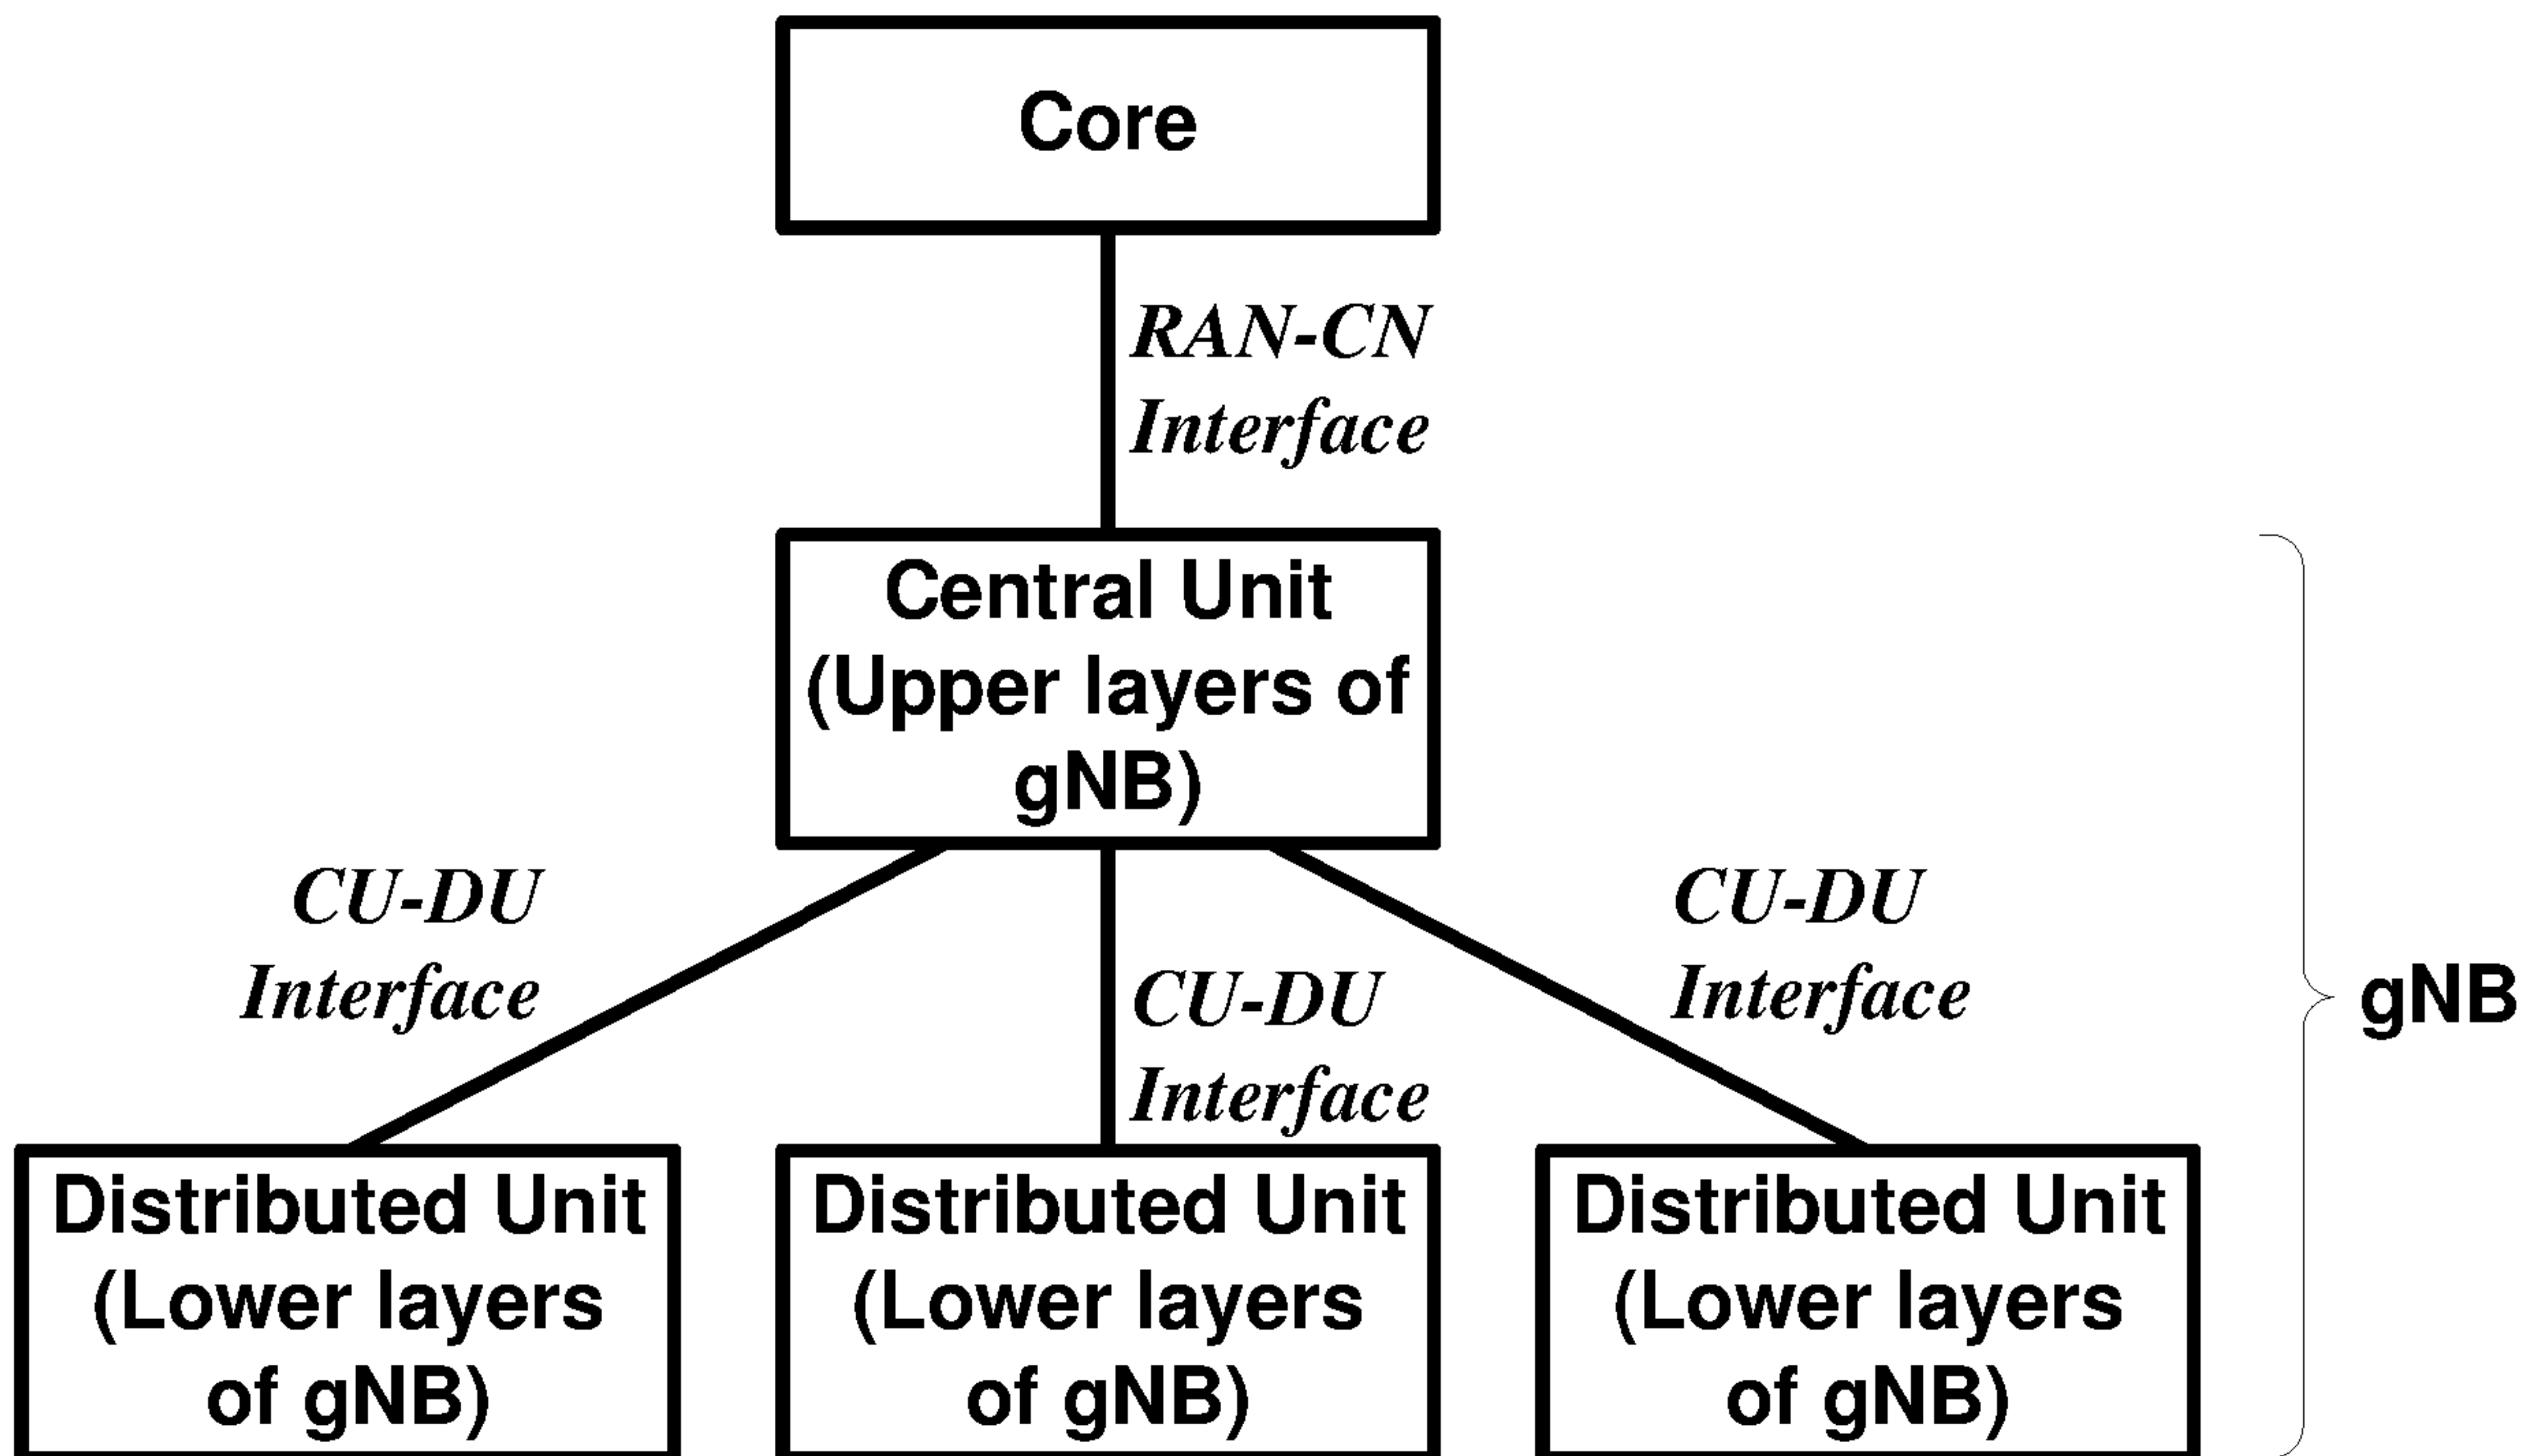 Core
RAN-CN
Interface
Central Unit
(Upper layers of
gNB)
CU-DU
Interface
CU-DU
Interface
CU-DU
Interface
gNB
Distributed Unit
(Lower layers
of gNB)
Distributed Unit
(Lower layers
of gNB)
Distributed Unit
(Lower layers
of gNB)